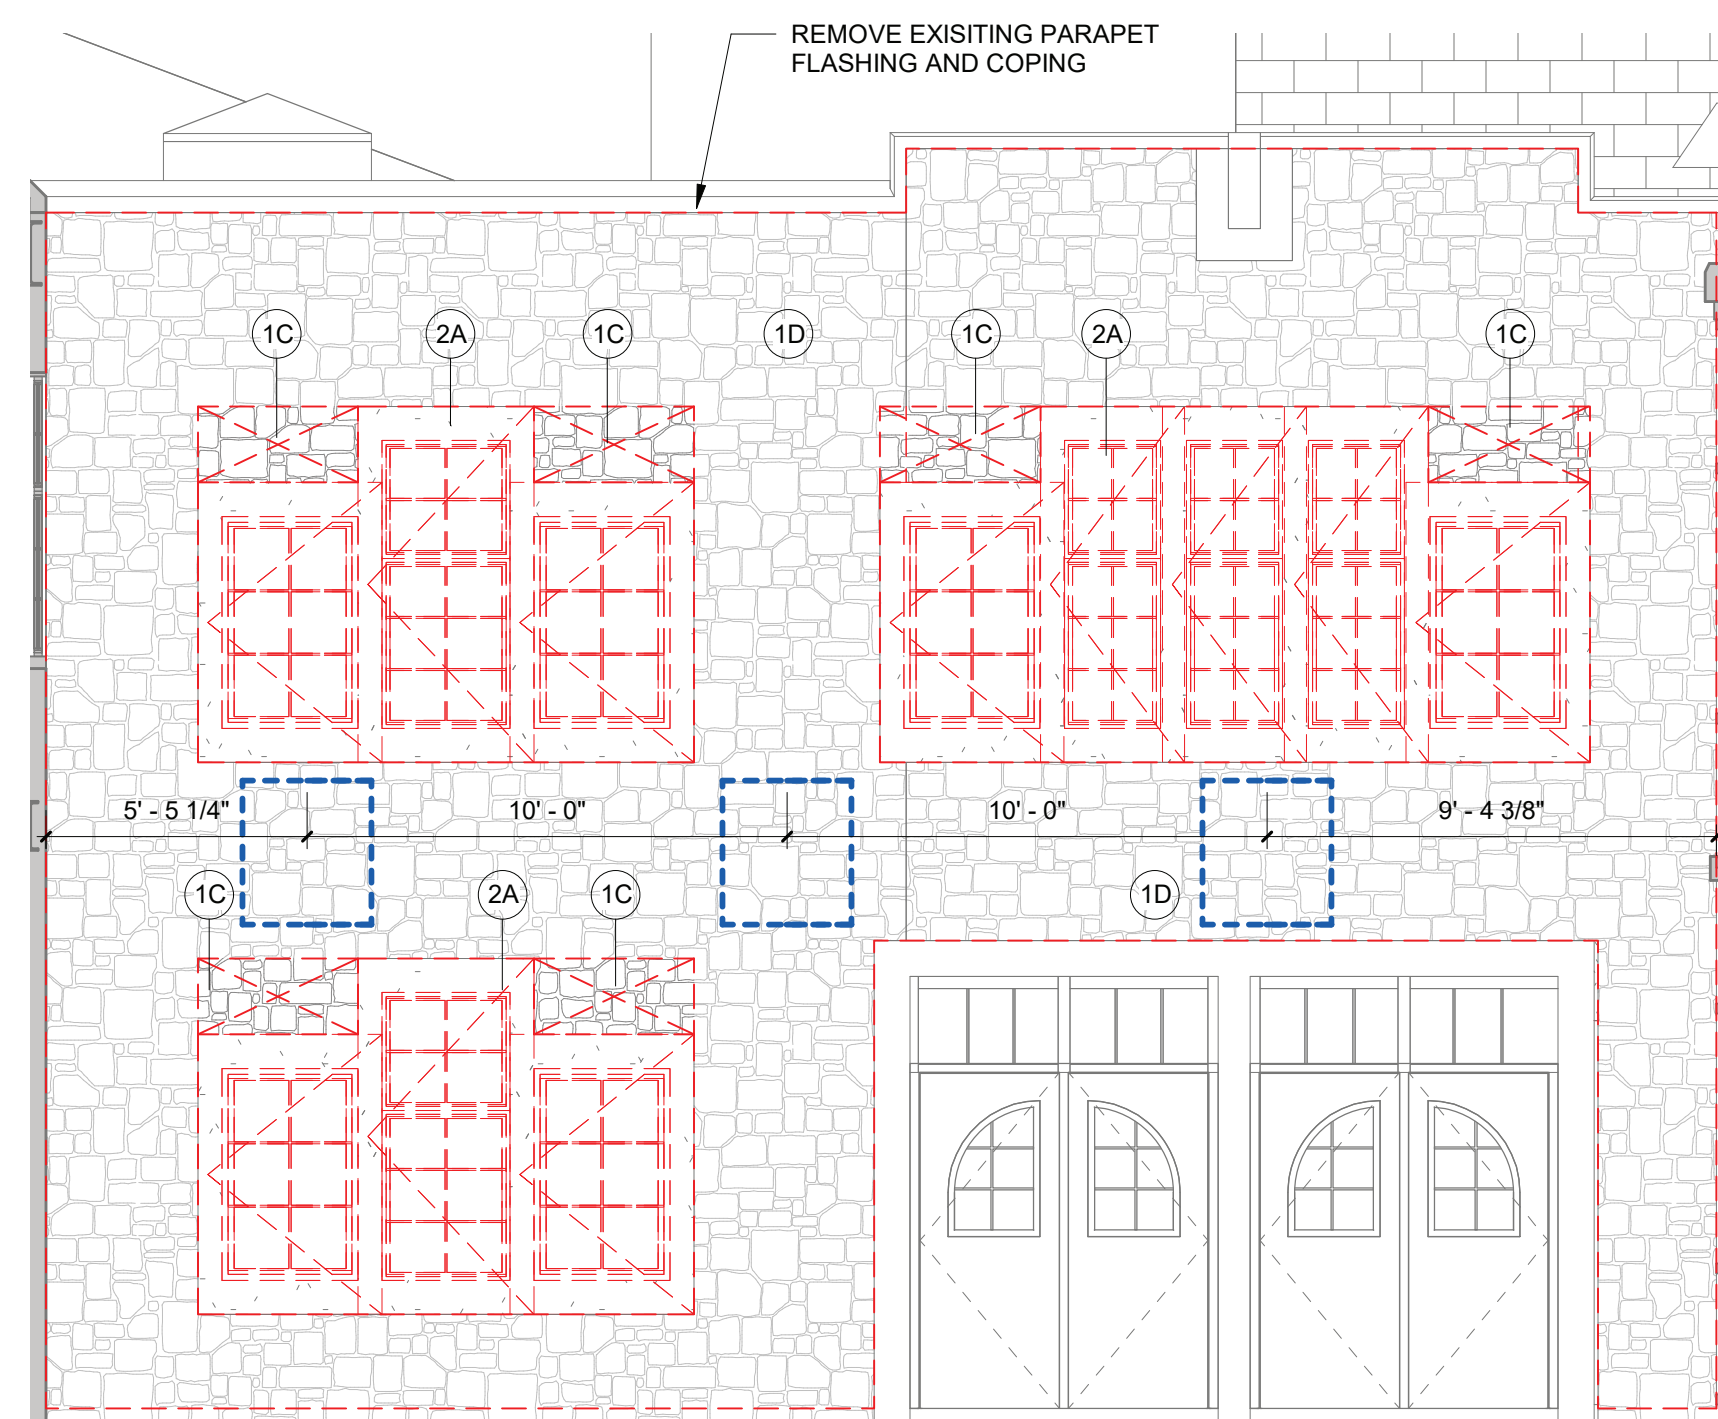 REMOVE EXISITING PARAPET
FLASHING AND COPING
1C
2A
1C
1D
1C
2A
1C
5' - 5 1/4"
10' - 0"
10' - 0"
9' - 4 3/8"
1C
2A
1C
1D